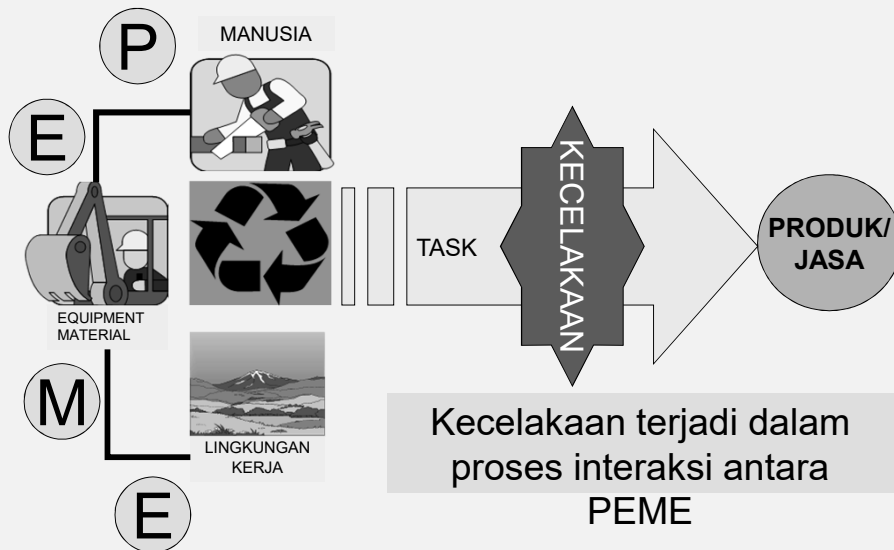 P
MANUSIA
E
EQUIPMENT
MATERIAL
M
LINGKUNGAN
KERJA
E
TASK
KECELAKAAN
PRODUK/
JASA
Kecelakaan terjadi dalam
proses interaksi antara
PEME